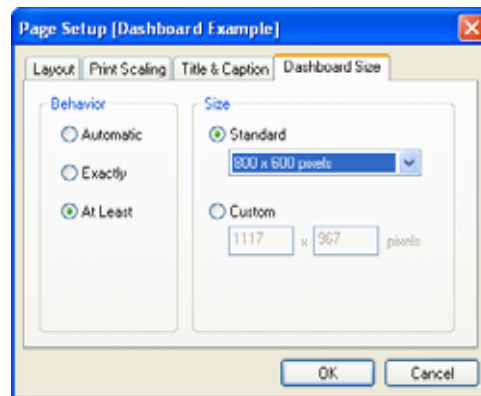 Page Setup [Dashboard Example]
Layout Print Scaling Title & Caption Dashboard Size
Behavior
Automatic
Exactly
At Least
Size
Standard
800 x 600 pixels
Custom
1117 x 967 pixels
OK Cancel